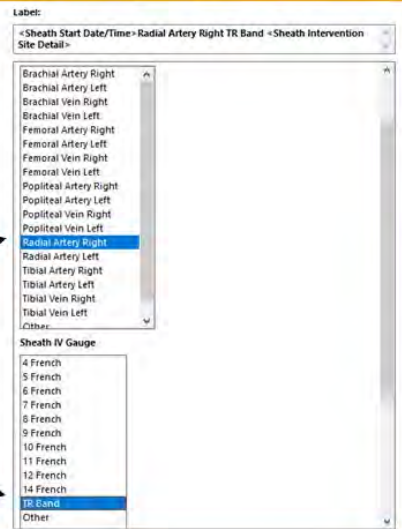 Label:
<Sheath Start Date/Time>Radial Artery Right TR Band <Sheath Intervention
Site Detail>
Brachial Artery Right
Brachial Artery Left
Brachial Vein Right
Brachial Vein Left
Femoral Artery Right
Femoral Artery Left
Femoral Vein Right
Femoral Vein Left
Popliteal Artery Right
Popliteal Artery Left
Popliteal Vein Right
Popliteal Vein Left
Radial Artery Right
Radial Artery Left
Tibial Artery Right
Tibial Artery Left
Tibial Vein Right
Tibial Vein Left
Other
Sheath IV Gauge
4 French
5 French
6 French
7 French
8 French
9 French
10 French
11 French
12 French
14 French
TR Band
Other